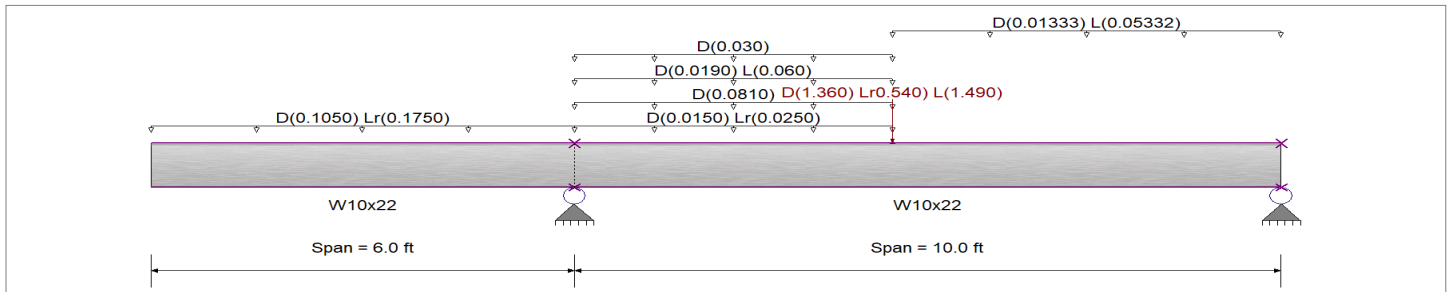 D(0.01333) L(0.05332)
D(0.030)
D(0.0190) L(0.060)
D(0.0810) D(1.360) Lr0.540) L(1.490)
D(0.1050) Lr(0.1750) D(0.0150) Lr(0.0250)
W10x22 W10x22
Span = 6.0 ft Span = 10.0 ft